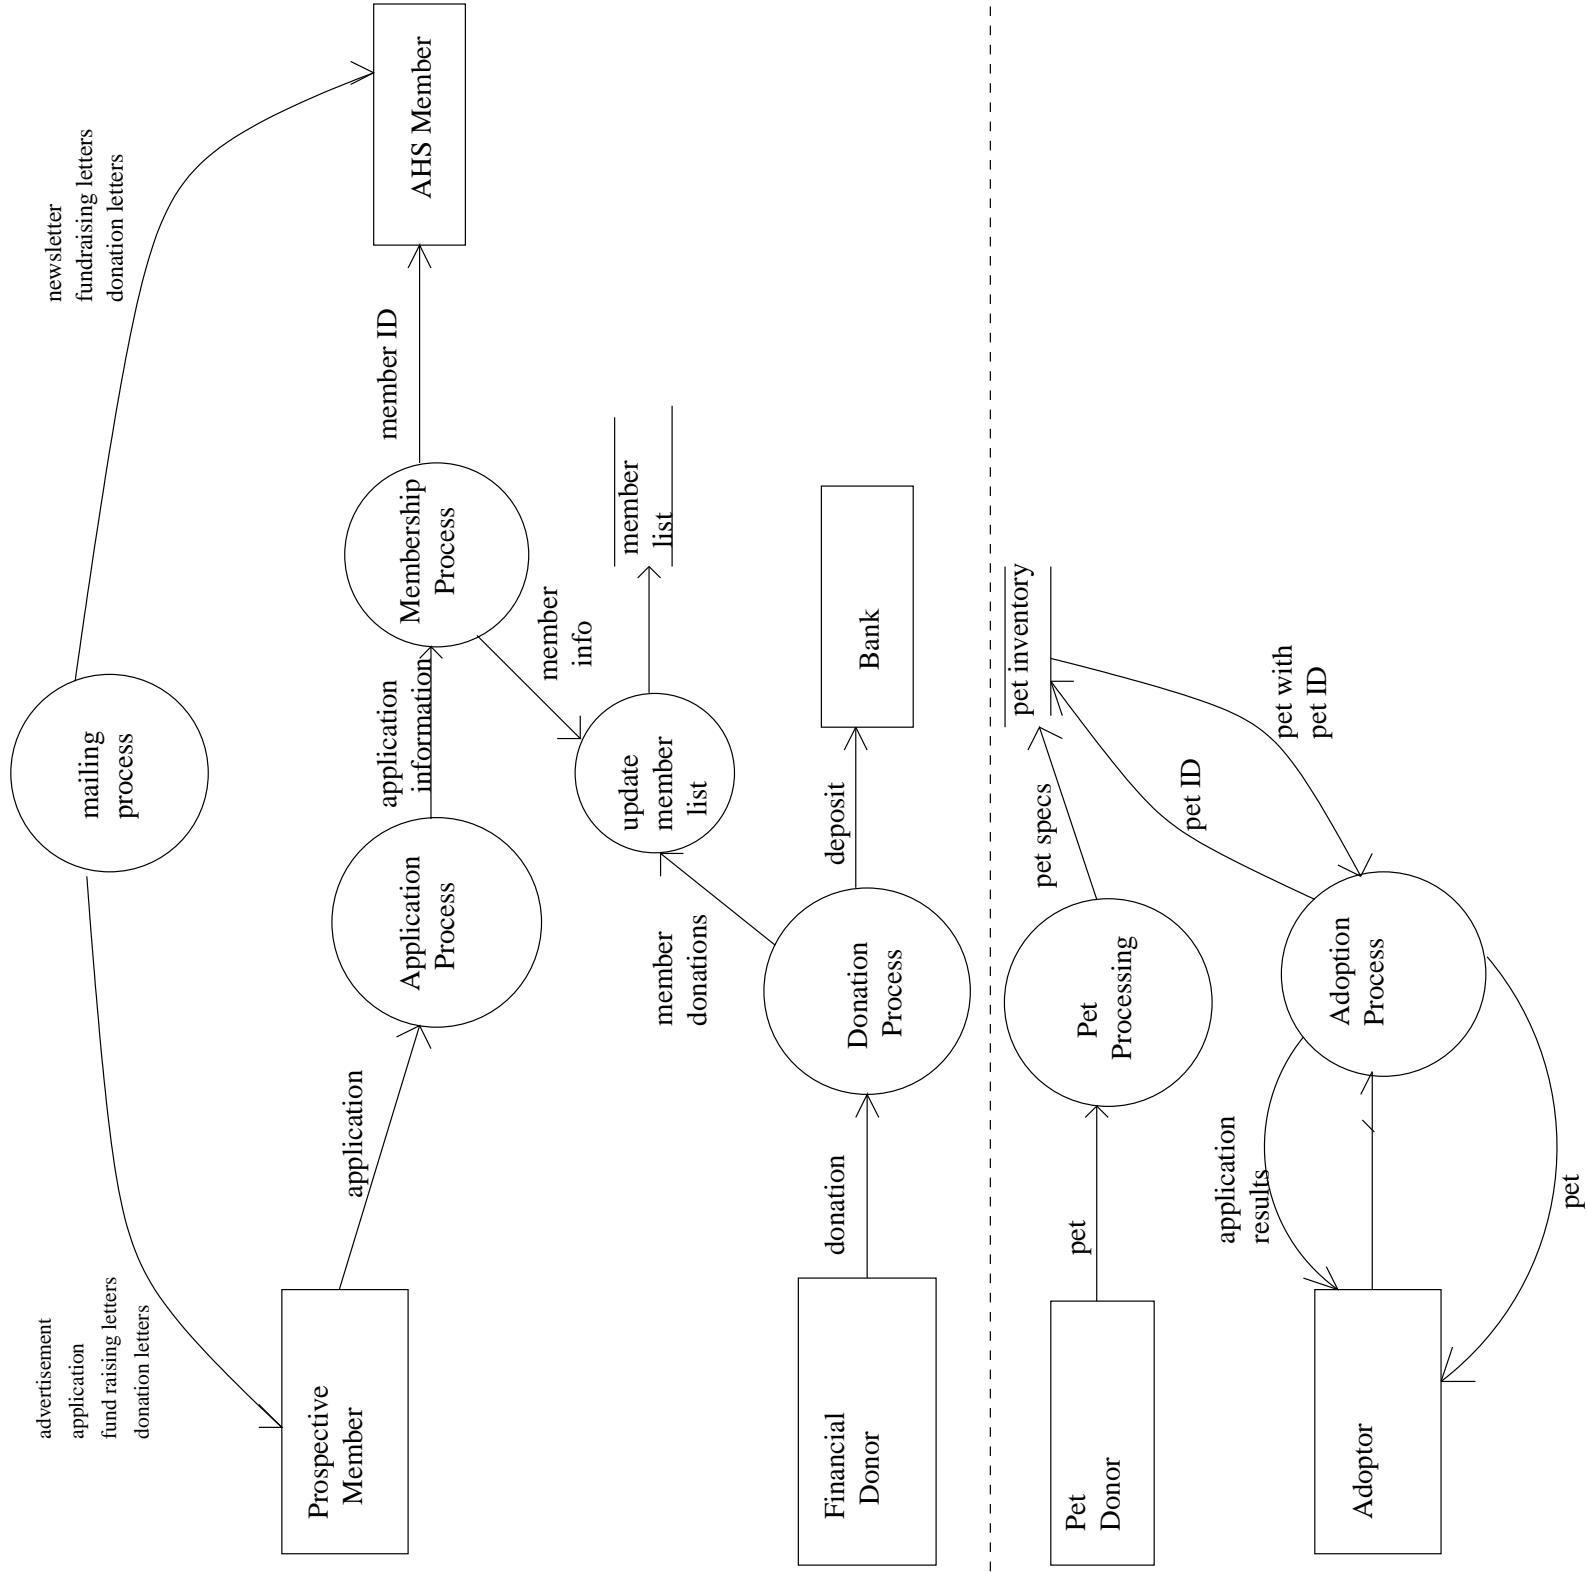 newsletter
fundraising letters
donation letters
advertisement
application
fund raising letters
donation letters
mailing
process
Prospective
Member
application
Application
Process
application
information
Membership
Process
member ID
AHS Member
member
info
update
member
list
member
list
member
donations
Financial
Donor
donation
Donation
Process
deposit
Bank
Pet
Donor
pet
Pet
Processing
pet specs
pet inventory
pet ID
pet with
pet ID
Adoptor
application
results
Adoption
Process
pet